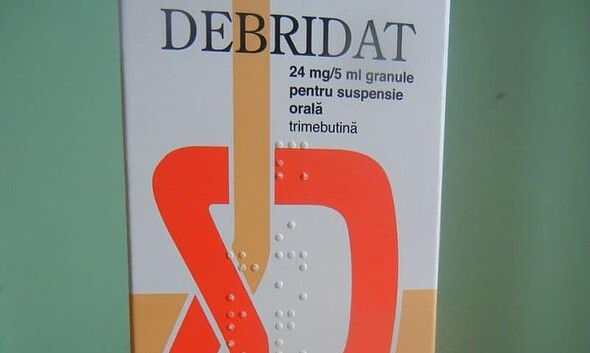 DEBRIDAT
24 mg/5 ml granule
pentru suspensie
orală
trimebutină